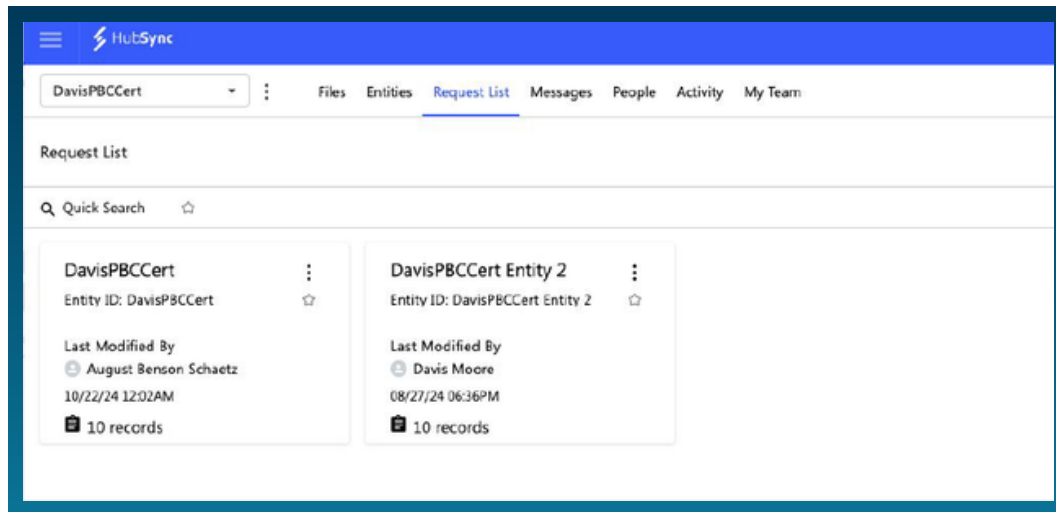 HubSync
DavisPBCCert
Files Entities Request List Messages People Activity My Team
Request List
Quick Search
DavisPBCCert
Entity ID: DavisPBCCert
Last Modified By
August Benson Schaetz
10/22/24 12:02AM
10 records
DavisPBCCert Entity 2
Entity ID: DavisPBCCert Entity 2
Last Modified By
Davis Moore
08/27/24 06:36PM
10 records